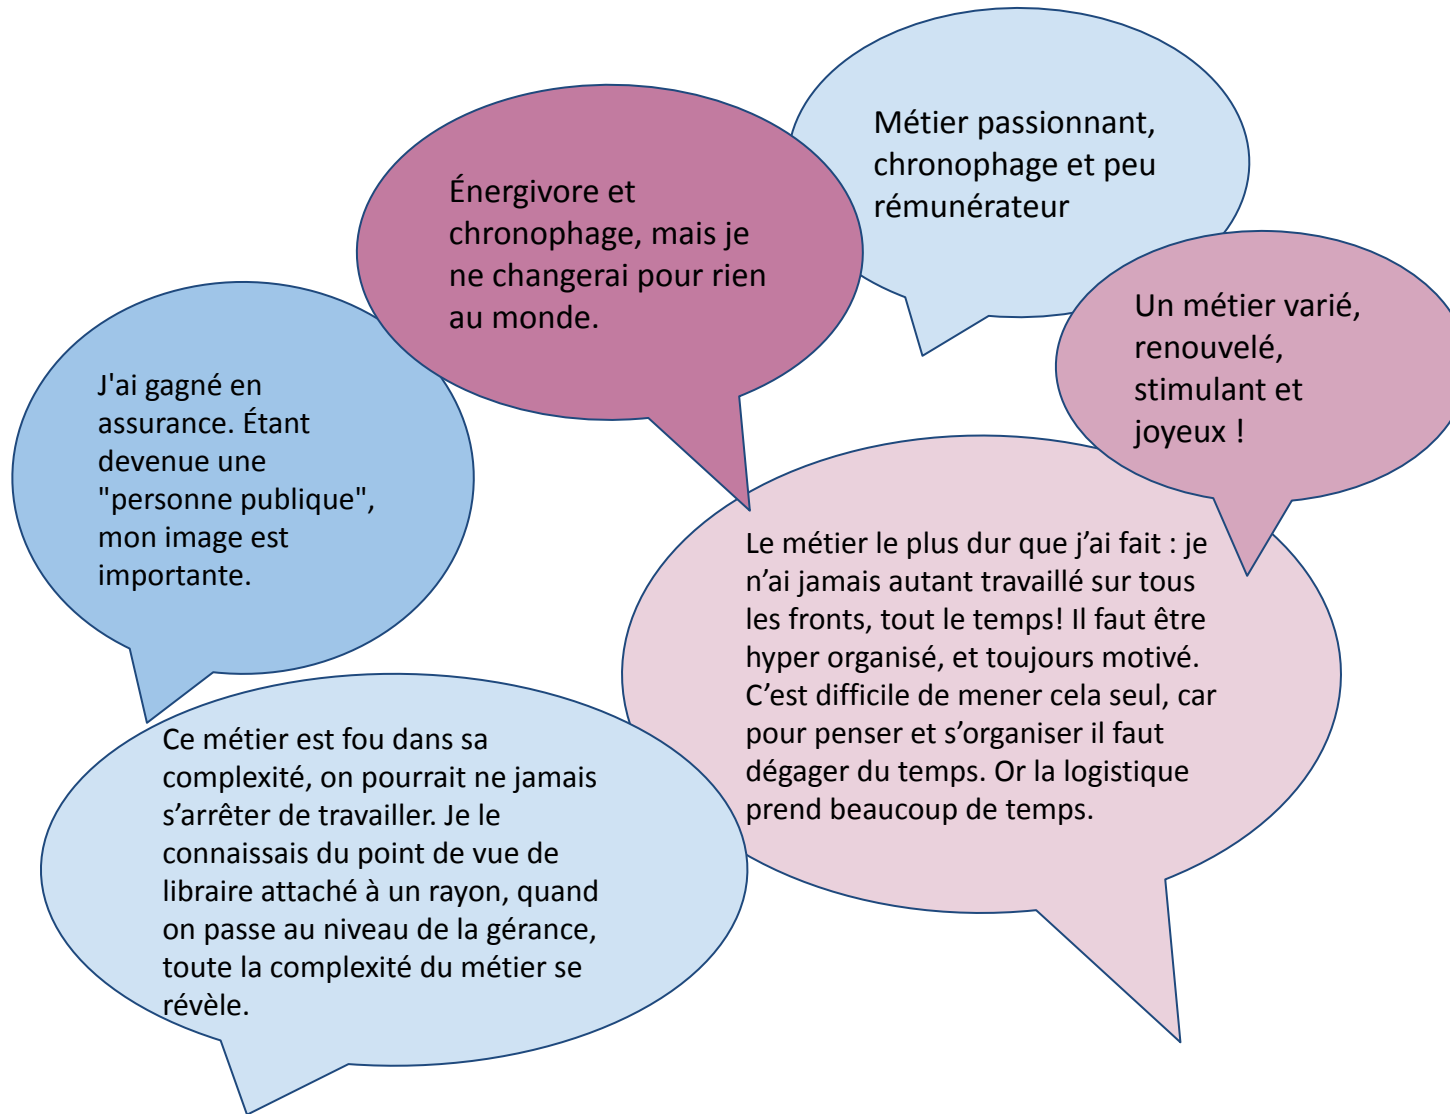 Métier passionnant,
chronophage et peu
rémunérateur
Énergivore et
chronophage, mais je
ne changerai pour rien
au monde.
Un métier varié,
renouvelé,
stimulant et
joyeux !
J'ai gagné en
assurance. Étant
devenue une
"personne publique",
mon image est
importante.
Le métier le plus dur que j’ai fait : je
n’ai jamais autant travaillé sur tous
les fronts, tout le temps! Il faut être
hyper organisé, et toujours motivé.
C’est difficile de mener cela seul, car
pour penser et s’organiser il faut
dégager du temps. Or la logistique
prend beaucoup de temps.
Ce métier est fou dans sa
complexité, on pourrait ne jamais
s’arrêter de travailler. Je le
connaissais du point de vue de
libraire attaché à un rayon, quand
on passe au niveau de la gérance,
toute la complexité du métier se
révèle.